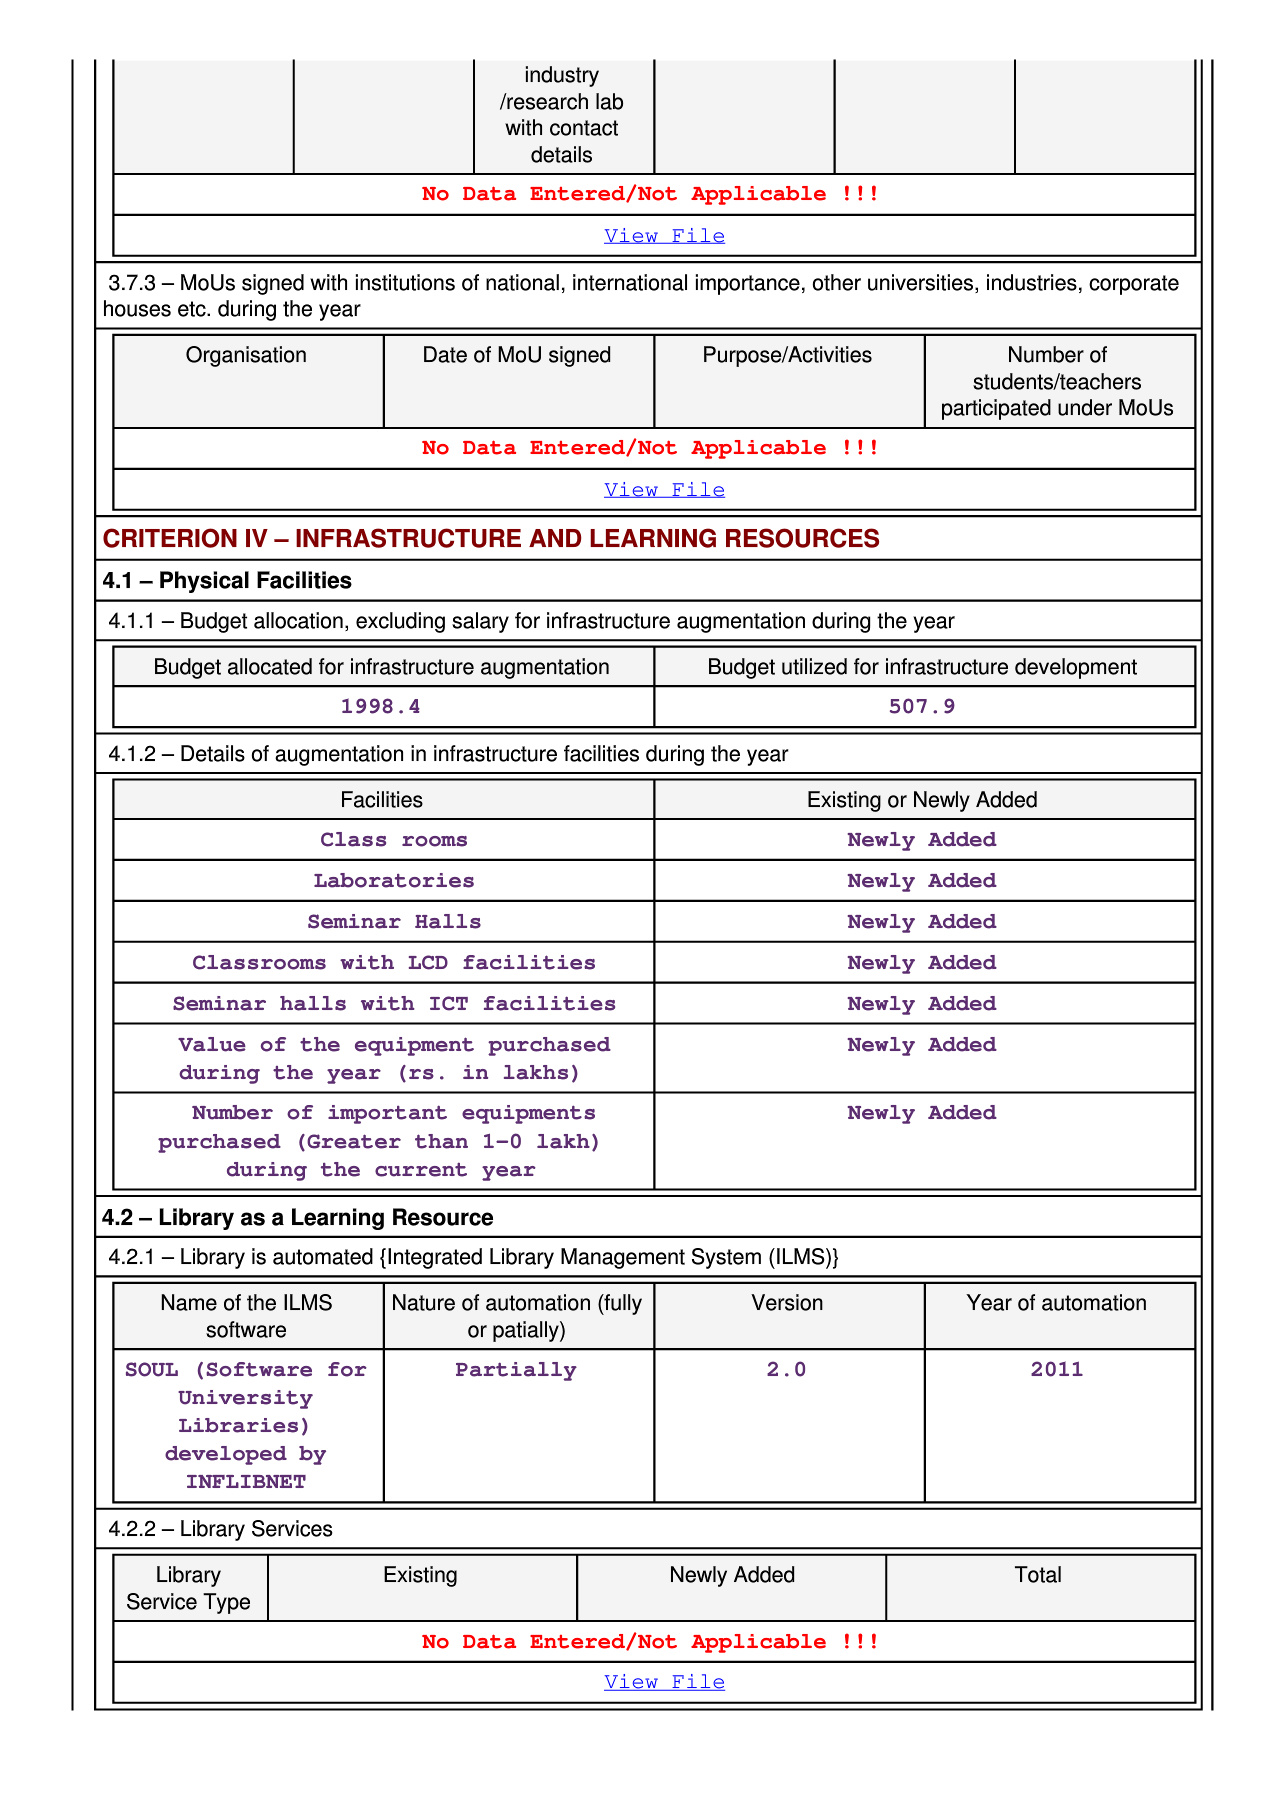 industry
/research lab
with contact
details
No Data Entered/Not Applicable !!!
View File
3.7.3 – MoUs signed with institutions of national, international importance, other universities, industries, corporate
houses etc. during the year
Organisation
Date of MoU signed
Purpose/Activities
Number of
students/teachers
participated under MoUs
No Data Entered/Not Applicable !!!
View File
CRITERION IV – INFRASTRUCTURE AND LEARNING RESOURCES
4.1 – Physical Facilities
4.1.1 – Budget allocation, excluding salary for infrastructure augmentation during the year
Budget allocated for infrastructure augmentation
Budget utilized for infrastructure development
1998.4
507.9
4.1.2 – Details of augmentation in infrastructure facilities during the year
Facilities
Existing or Newly Added
Class rooms
Newly Added
Laboratories
Newly Added
Seminar Halls
Newly Added
Classrooms with LCD facilities
Newly Added
Seminar halls with ICT facilities
Newly Added
Value of the equipment purchased
during the year (rs. in lakhs)
Newly Added
Number of important equipments
purchased (Greater than 1-0 lakh)
during the current year
Newly Added
4.2 – Library as a Learning Resource
4.2.1 – Library is automated {Integrated Library Management System (ILMS)}
Name of the ILMS
software
Nature of automation (fully
or patially)
Version
Year of automation
SOUL (Software for
University
Libraries)
developed by
INFLIBNET
Partially
2.0
2011
4.2.2 – Library Services
Library
Service Type
Existing
Newly Added
Total
No Data Entered/Not Applicable !!!
View File